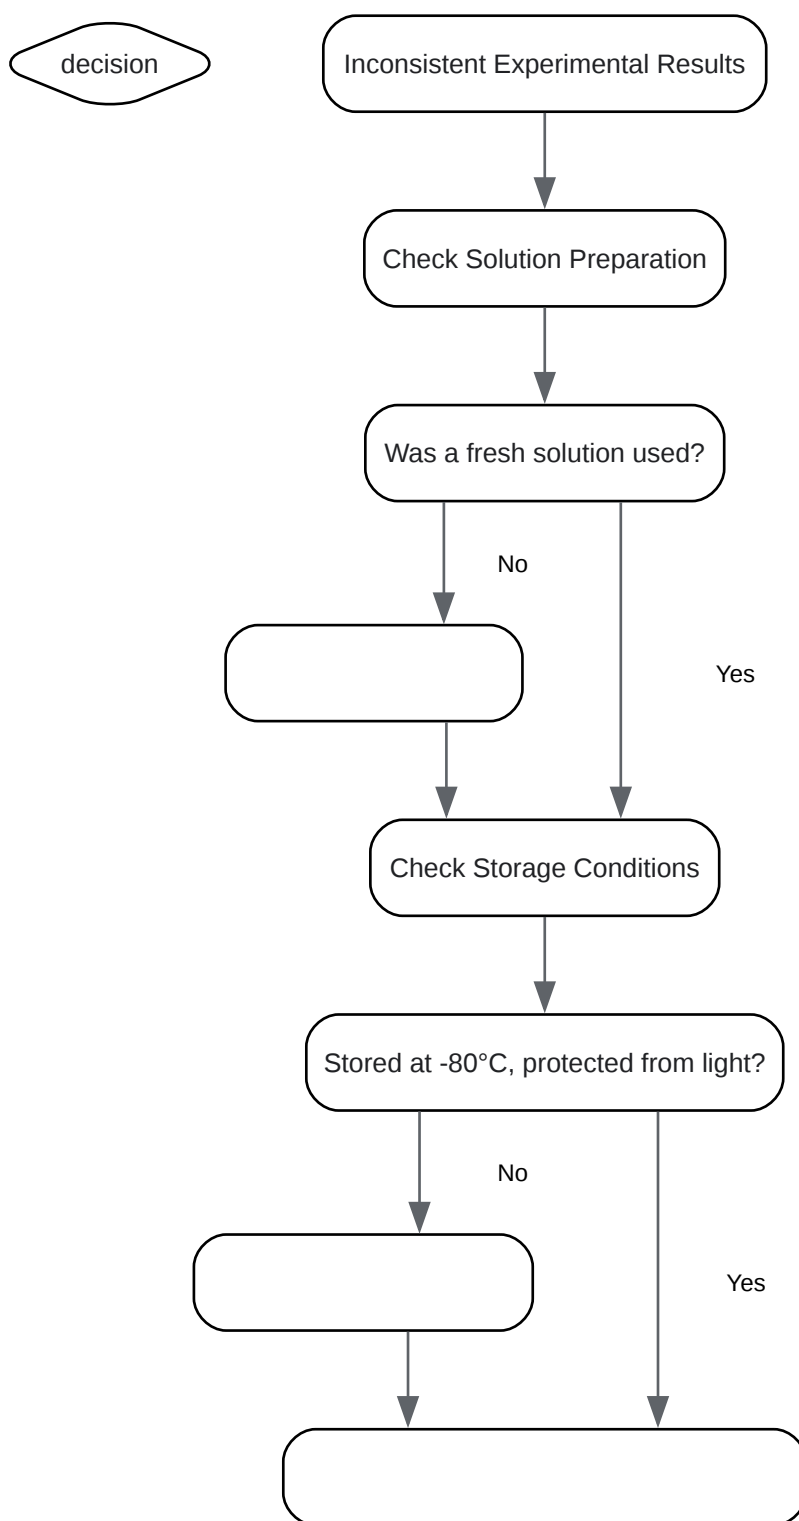 decision
Inconsistent Experimental Results
Check Solution Preparation
Was a fresh solution used?
No
Yes
Check Storage Conditions
Stored at -80°C, protected from light?
No
Yes